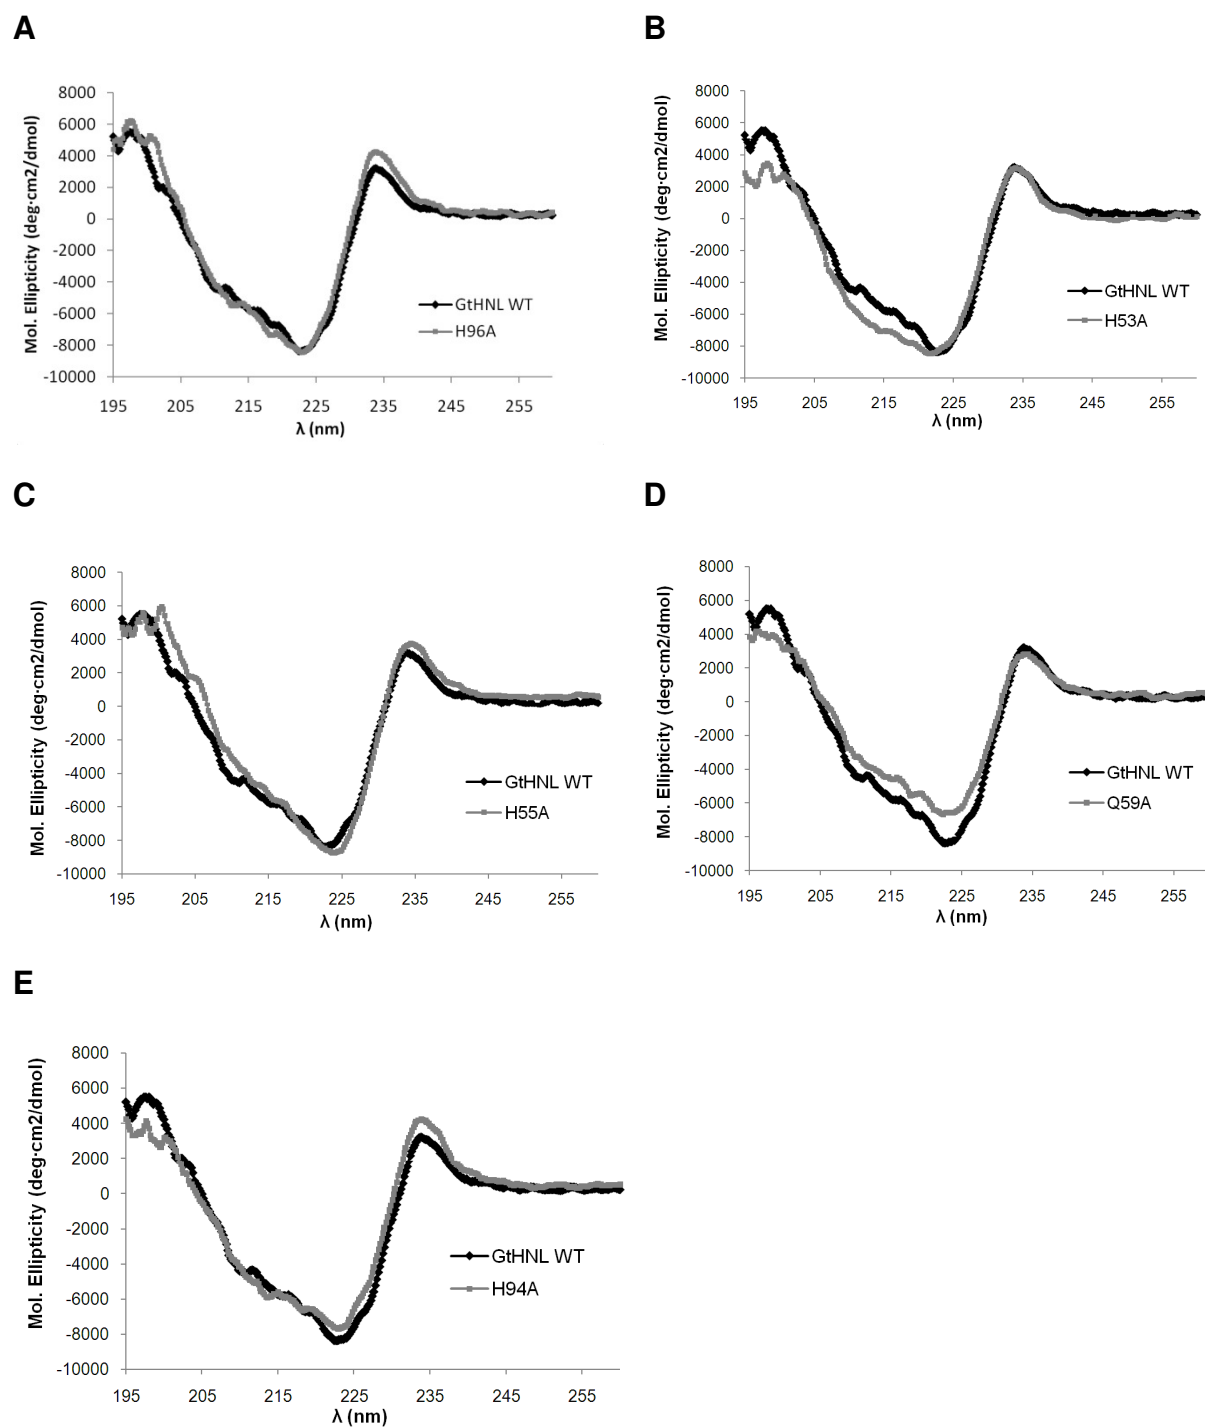 A
Mol. Ellipticity (deg·cm2/dmol)
8000
6000
4000
2000
0
-2000
-4000
-6000
-8000
-10000
195 205 215 225 235 245 255
λ (nm)
GtHNL WT
H96A
B
Mol. Ellipticity (deg·cm2/dmol)
8000
6000
4000
2000
0
-2000
-4000
-6000
-8000
-10000
195 205 215 225 235 245 255
λ (nm)
GtHNL WT
H53A
C
Mol. Ellipticity (deg·cm2/dmol)
8000
6000
4000
2000
0
-2000
-4000
-6000
-8000
-10000
195 205 215 225 235 245 255
λ (nm)
GtHNL WT
H55A
D
Mol. Ellipticity (deg·cm2/dmol)
8000
6000
4000
2000
0
-2000
-4000
-6000
-8000
-10000
195 205 215 225 235 245 255
λ (nm)
GtHNL WT
Q59A
E
Mol. Ellipticity (deg·cm2/dmol)
8000
6000
4000
2000
0
-2000
-4000
-6000
-8000
-10000
195 205 215 225 235 245 255
λ (nm)
GtHNL WT
H94A